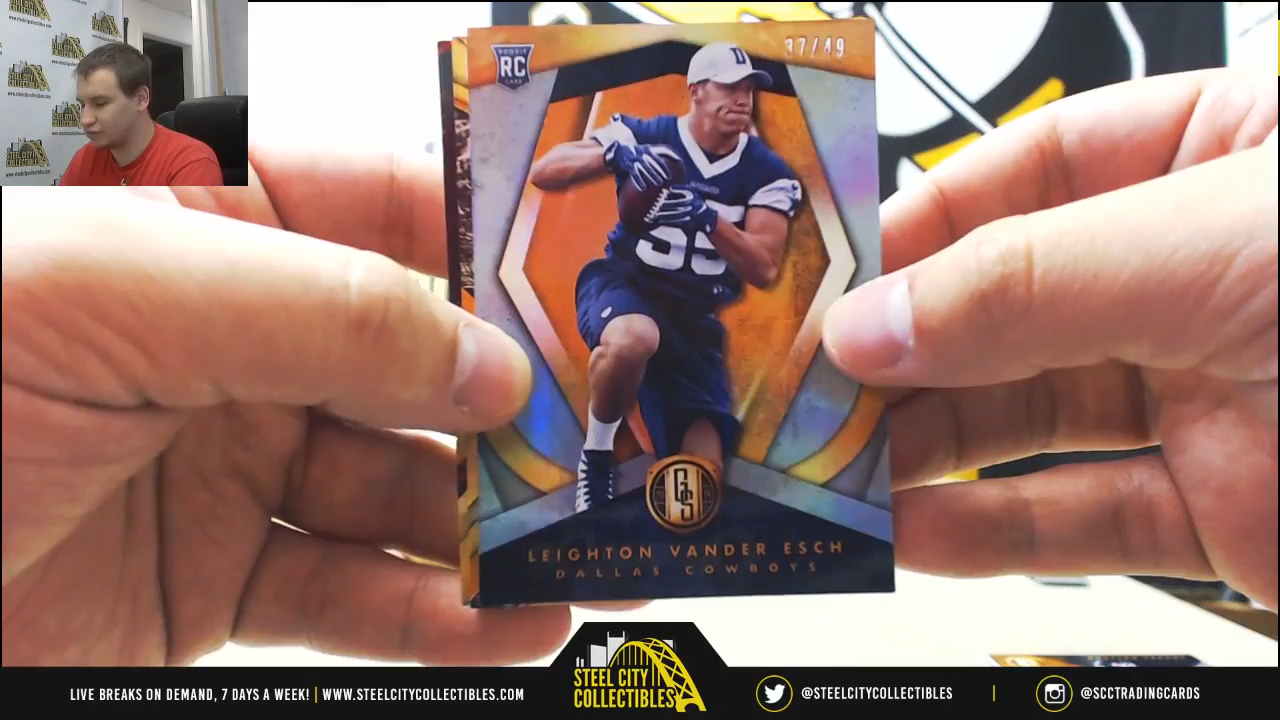 37/49
ROOKIE
RC
CARD
D
55
GS
LEIGHTON VANDER ESCH
DALLAS COWBOYS
STEEL CITY
COLLECTIBLES
LIVE BREAKS ON DEMAND, 7 DAYS A WEEK! | WWW.STEELCITYCOLLECTIBLES.COM
@STEELCITYCOLLECTIBLES
@SCCTRADINGCARDS